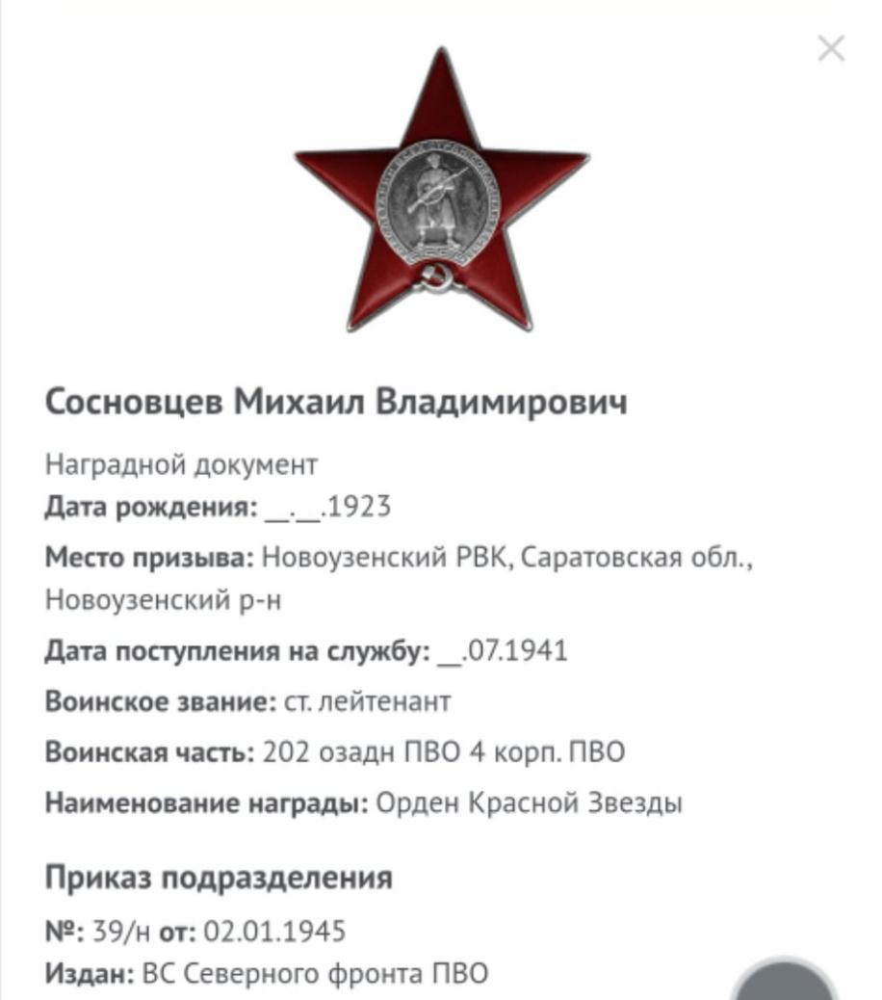 Сосновцев Михаил Владимирович
Наградной документ
Дата рождения: __.__.1923
Место призыва: Новоузенский РВК, Саратовская обл.,
Новоузенский р-н
Дата поступления на службу: __.07.1941
Воинское звание: ст. лейтенант
Воинская часть: 202 озадн ПВО 4 корп. ПВО
Наименование награды: Орден Красной Звезды
Приказ подразделения
№: 39/н от: 02.01.1945
Издан: ВС Северного фронта ПВО